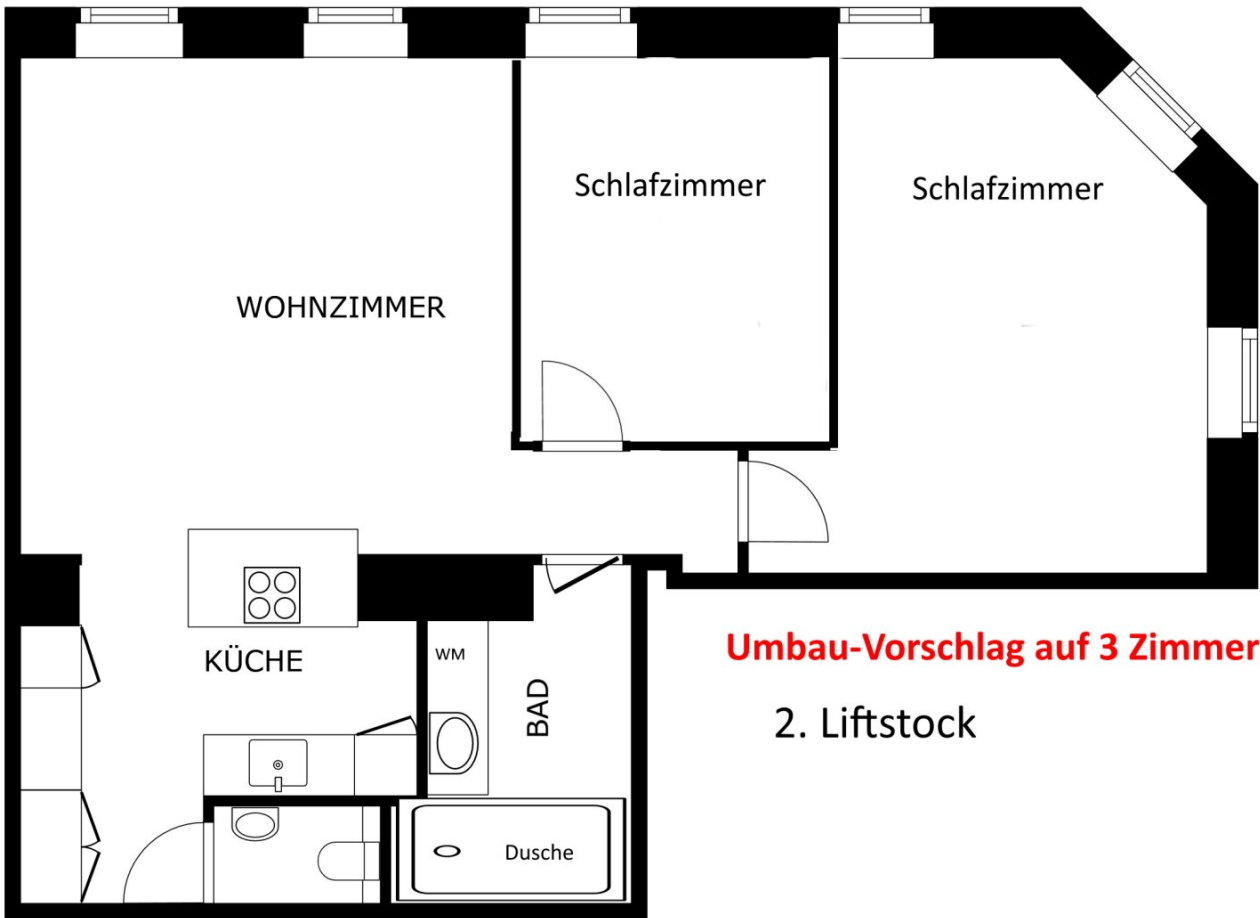 Schlafzimmer
Schlafzimmer
WOHNZIMMER
KÜCHE
WM
BAD
Umbau-Vorschlag auf 3 Zimmer
2. Liftstock
Dusche